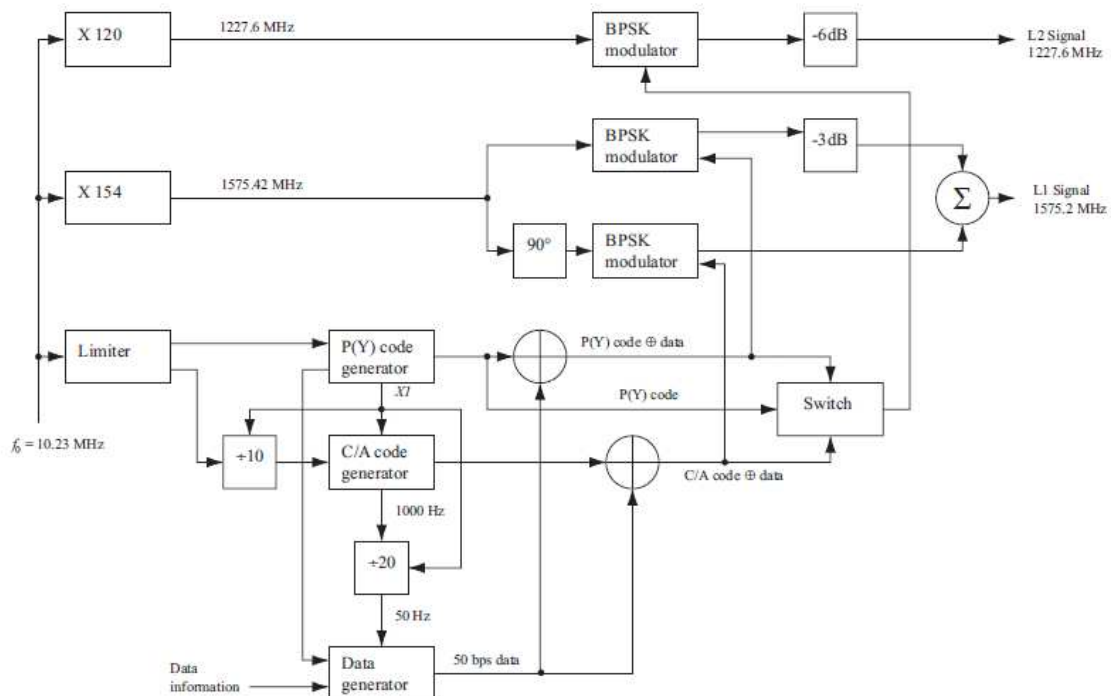 X 120
1227.6 MHz
BPSK
modulator
-6dB
L2 Signal
1227.6 MHz
BPSK
modulator
-3dB
X 154
1575.42 MHz
Σ
L1 Signal
1575.2 MHz
90°
BPSK
modulator
Limiter
P(Y) code
generator
P(Y) code ⊕ data
X1
P(Y) code
Switch
f₀ = 10.23 MHz
÷10
C/A code
generator
C/A code ⊕ data
1000 Hz
÷20
50 Hz
Data
information
Data
generator
50 bps data